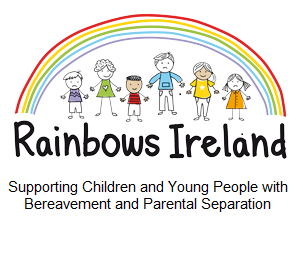 Rainbows Ireland
Supporting Children and Young People with
Bereavement and Parental Separation